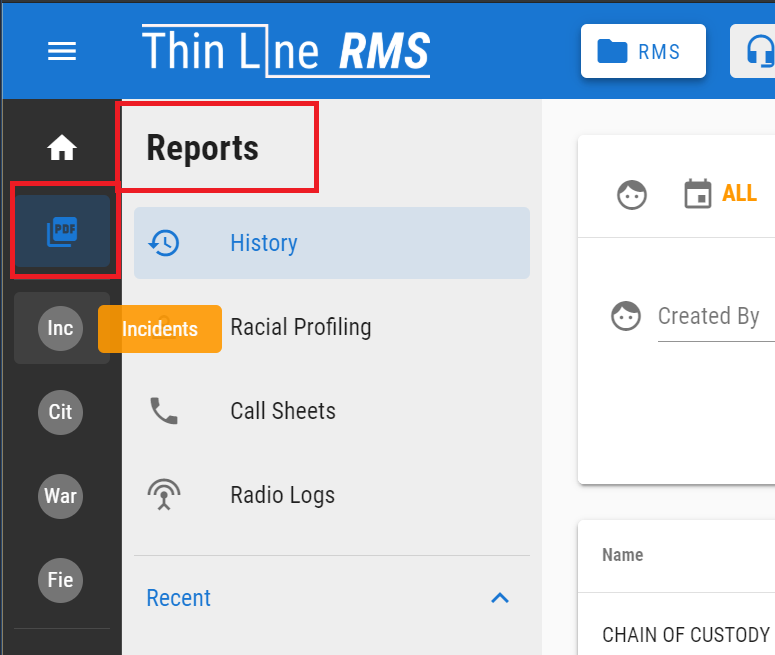 Thin Line RMS
RMS
Reports
PDF
ALL
History
Inc
Incidents
Racial Profiling
Created By
Cit
Call Sheets
War
Radio Logs
Name
Fie
Recent
CHAIN OF CUSTODY